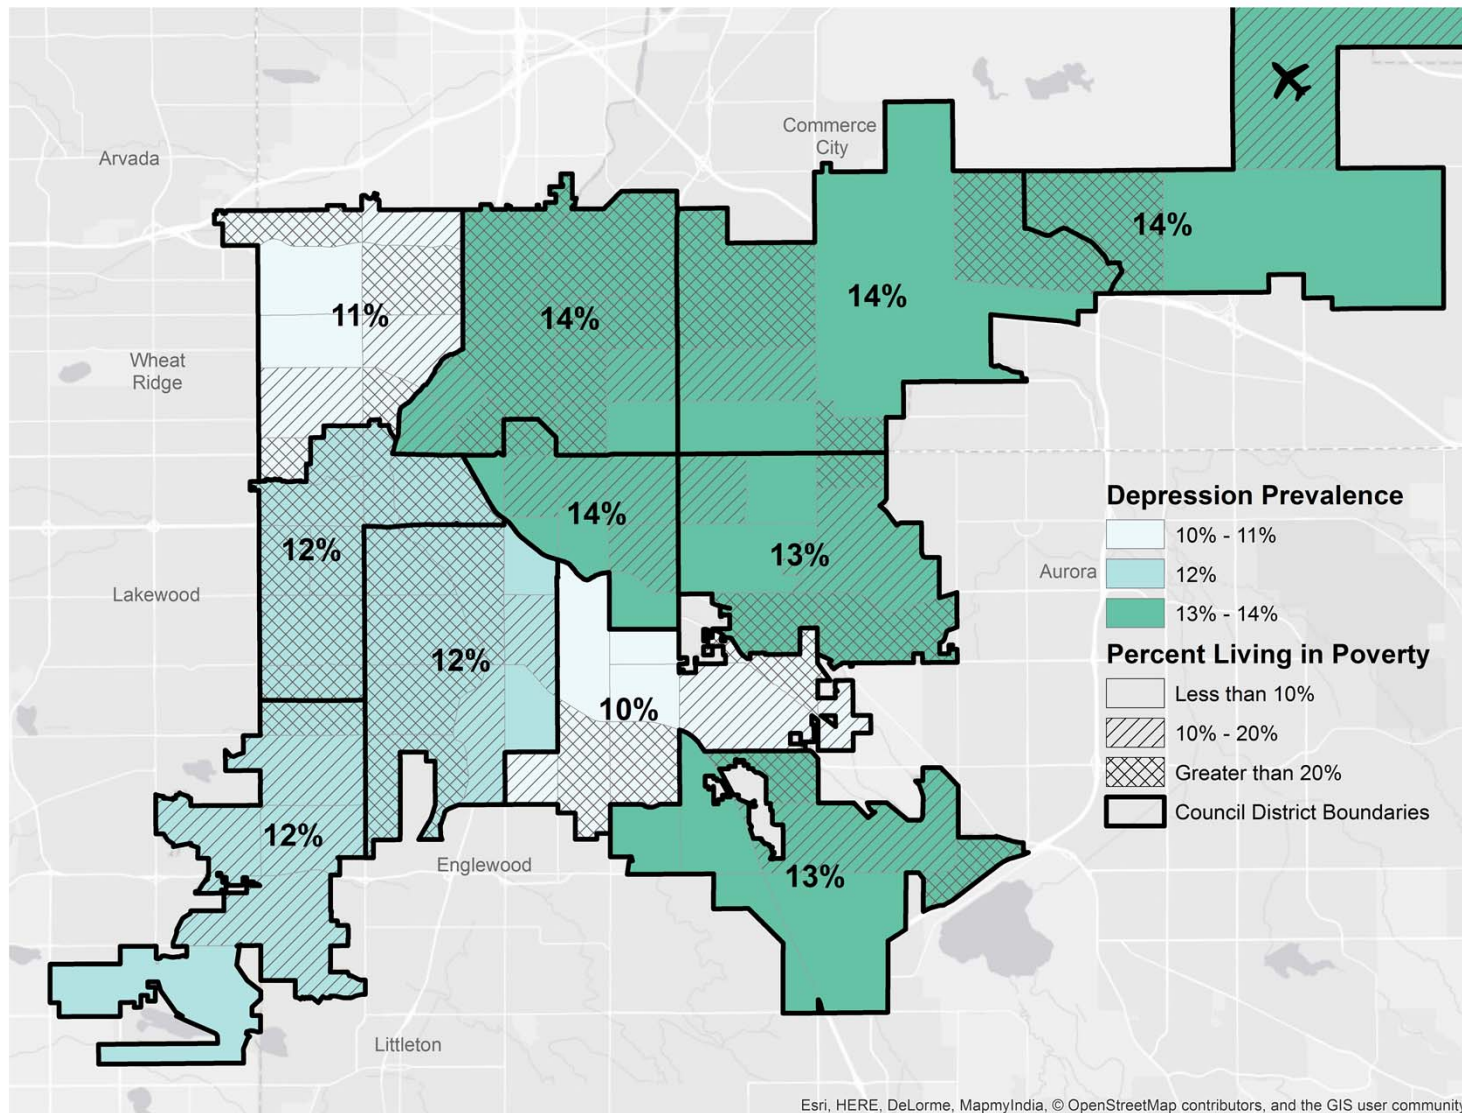 Commerce
City
Arvada
14%
14%
11%
14%
Wheat
Ridge
Depression Prevalence
14%
10% - 11%
12%
13%
12%
Aurora
Lakewood
13% - 14%
Percent Living in Poverty
12%
Less than 10%
10%
10% - 20%
Greater than 20%
Council District Boundaries
12%
Englewood
13%
Littleton
Esri, HERE, DeLorme, MapmyIndia, © OpenStreetMap contributors, and the GIS user community